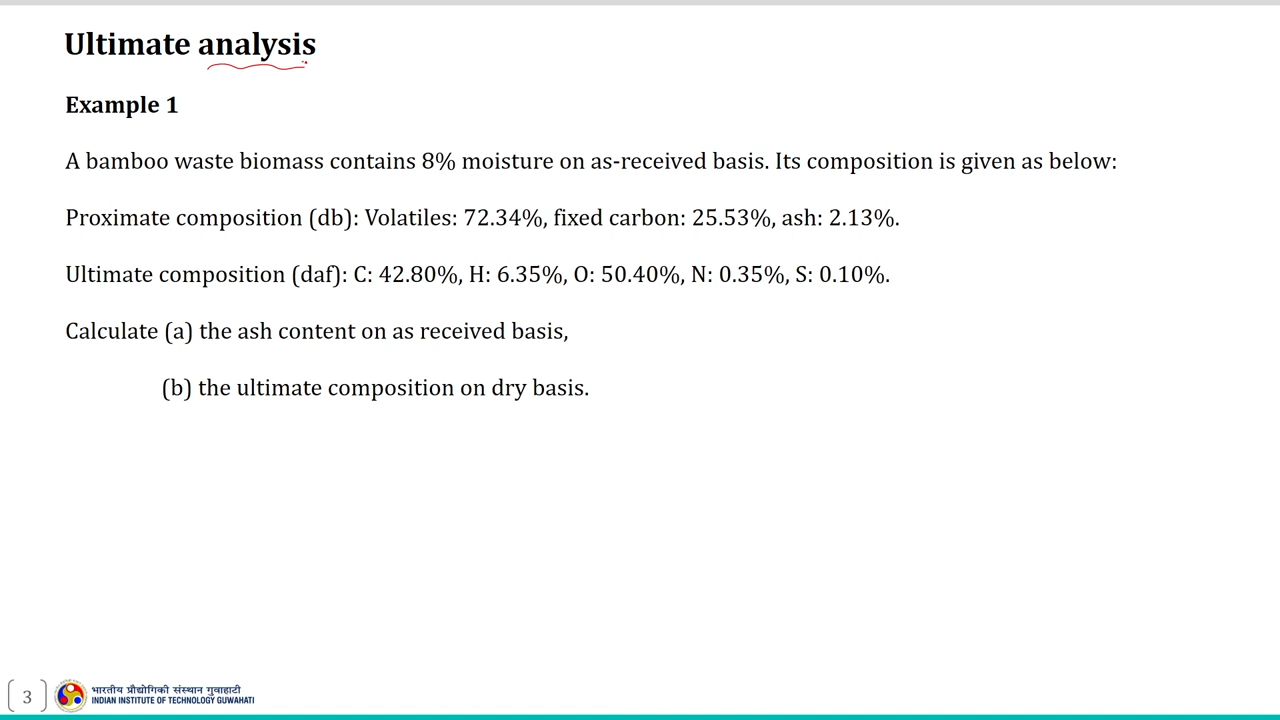 Ultimate analysis
Example 1
A bamboo waste biomass contains 8% moisture on as-received basis. Its composition is given as below:
Proximate composition (db): Volatiles: 72.34%, fixed carbon: 25.53%, ash: 2.13%.
Ultimate composition (daf): C: 42.80%, H: 6.35%, O: 50.40%, N: 0.35%, S: 0.10%.
Calculate (a) the ash content on as received basis,
(b) the ultimate composition on dry basis.
3
भारतीय प्रौद्योगिकी संस्थान गुवाहाटी
INDIAN INSTITUTE OF TECHNOLOGY GUWAHATI